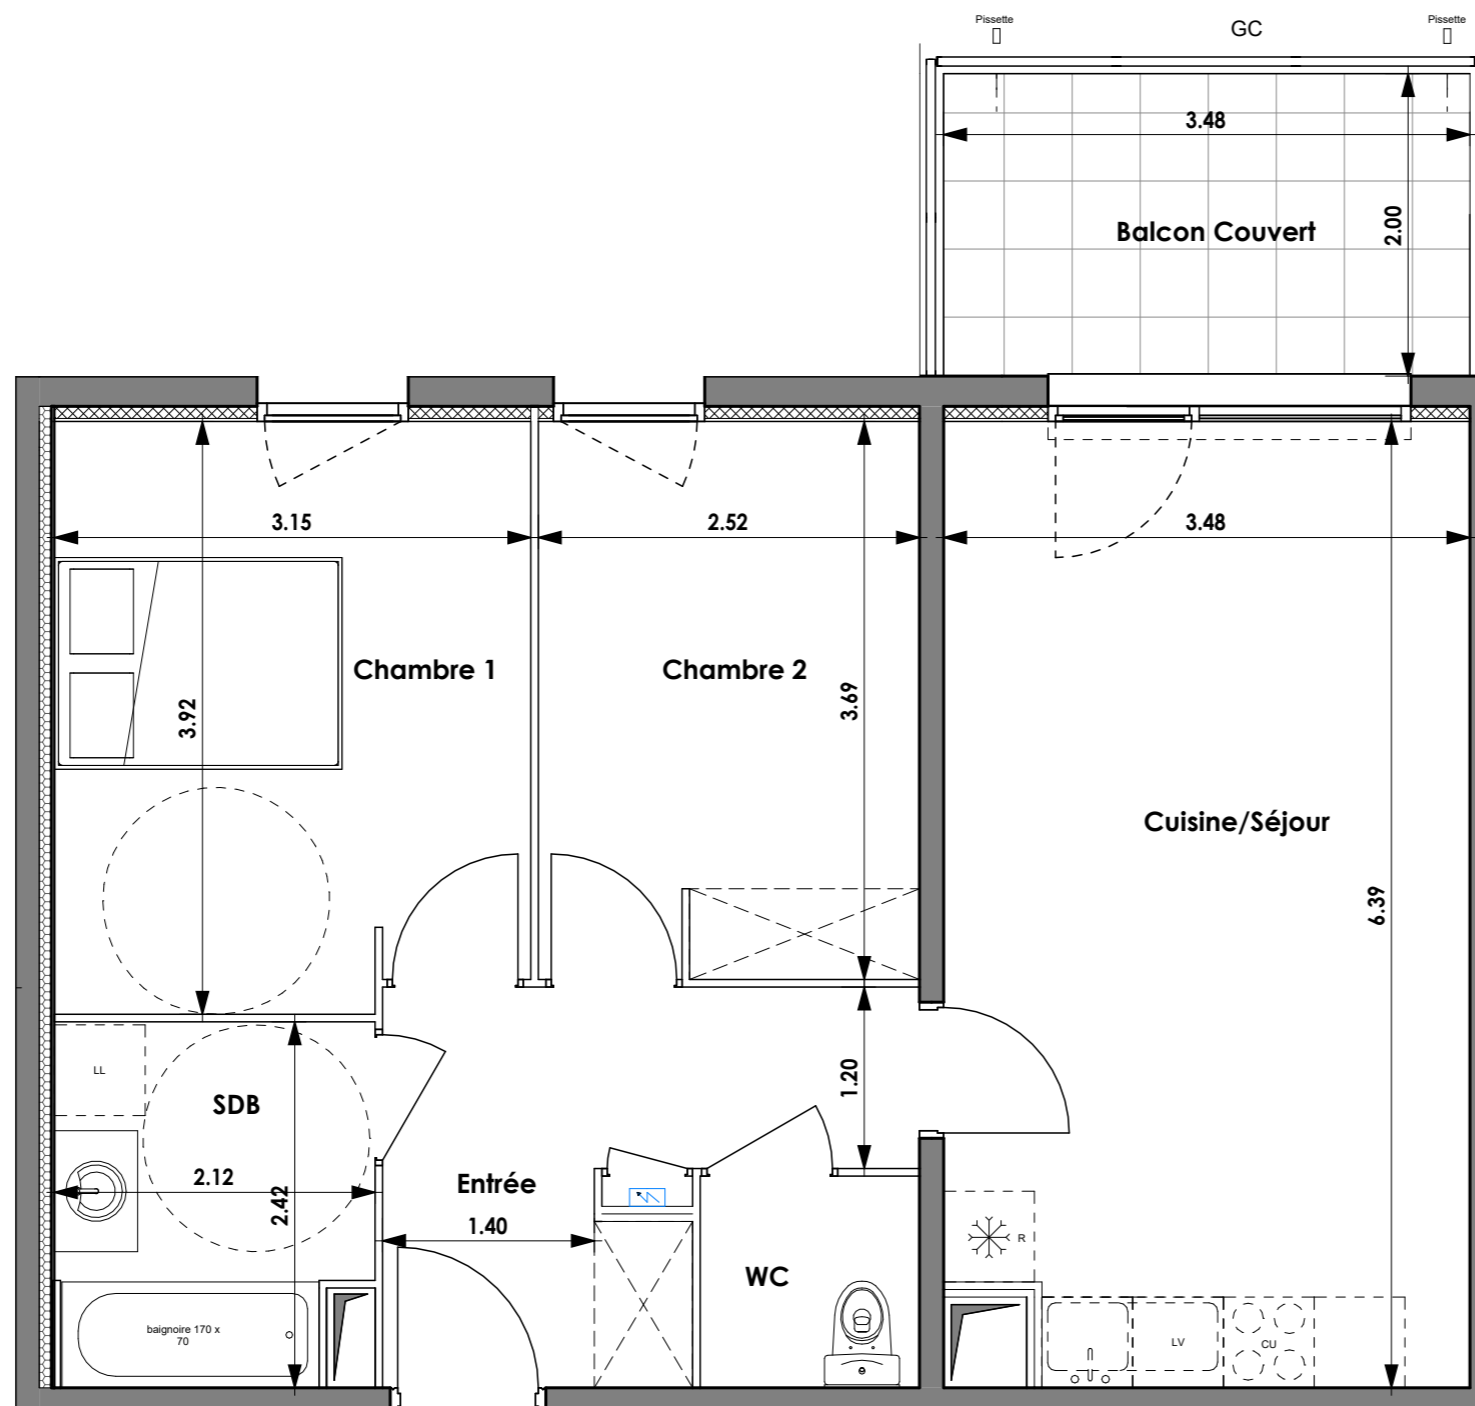 Pissette
GC
Pissette
3.48
2.00
Balcon Couvert
3.15
2.52
3.48
Chambre 1
Chambre 2
3.92
3.69
Cuisine/Séjour
6.39
LL
SDB
1.20
2.12
2.42
Entrée
1.40
WC
R
baignoire 170 x
70
LV
CU